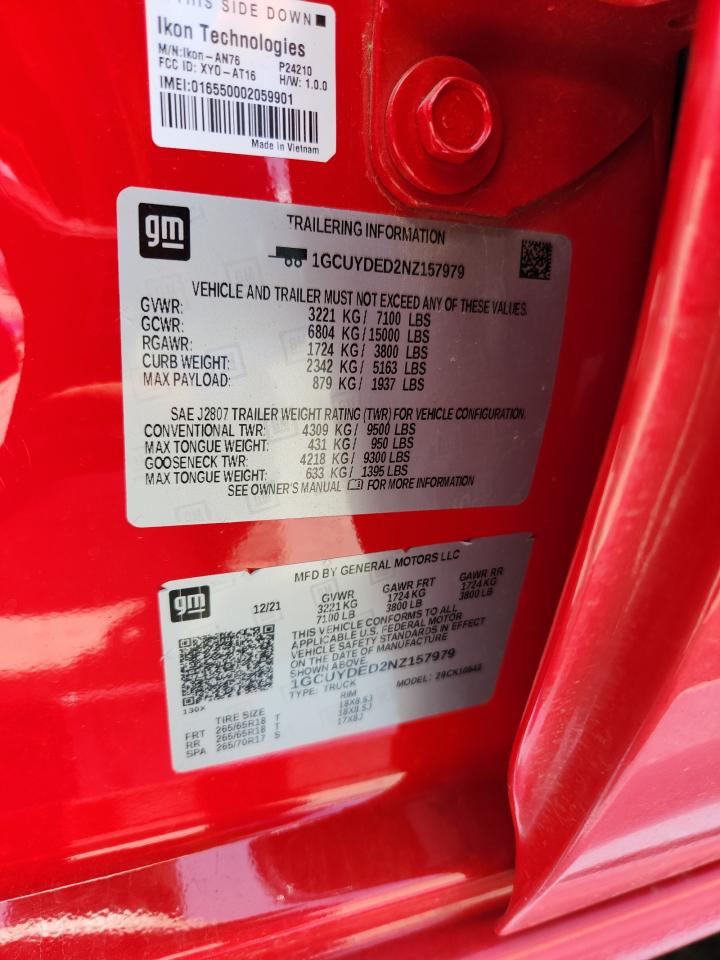 THIS SIDE DOWN
Ikon Technologies
M/N:Ikon-AN76 P24210
FCC ID: XYO-AT16 H/W: 1.0.0
IMEI:016550002059901
Made in Vietnam
gm
TRAILERING INFORMATION
1GCUYDED2NZ157979
VEHICLE AND TRAILER MUST NOT EXCEED ANY OF THESE VALUES.
GVWR: 3221 KG/ 7100 LBS
GCWR: 6804 KG/15000 LBS
RGAWR: 1724 KG/ 3800 LBS
CURB WEIGHT: 2342 KG/ 5163 LBS
MAX PAYLOAD: 879 KG/ 1937 LBS
SAE J2807 TRAILER WEIGHT RATING (TWR) FOR VEHICLE CONFIGURATION.
CONVENTIONAL TWR: 4309 KG/ 9500 LBS
MAX TONGUE WEIGHT: 431 KG/ 950 LBS
GOOSENECK TWR: 4218 KG/ 9300 LBS
MAX TONGUE WEIGHT: 633 KG/ 1395 LBS
SEE OWNER'S MANUAL FOR MORE INFORMATION
gm
MFD BY GENERAL MOTORS LLC
12/21 GVWR GAWR FRT GAWR RR
3221 KG 1724 KG 1724 KG
7100 LB 3800 LB 3800 LB
THIS VEHICLE CONFORMS TO ALL
APPLICABLE U.S. FEDERAL MOTOR
VEHICLE SAFETY STANDARDS IN EFFECT
ON THE DATE OF MANUFACTURE
SHOWN ABOVE.
1GCUYDED2NZ157979
TYPE: TRUCK MODEL:
130X
TIRE SIZE RIM
FRT 265/65R18 T 18X8.5J
RR 265/65R18 T 18X8.5J
SPA 265/70R17 S 17X8J